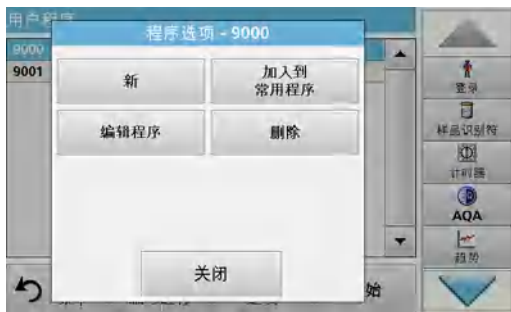 用户程序
程序选项 - 9000
9000
9001
新
加入到
常用程序
编辑程序
删除
关闭
始
登录
样品识别符
计时器
AQA
趋势